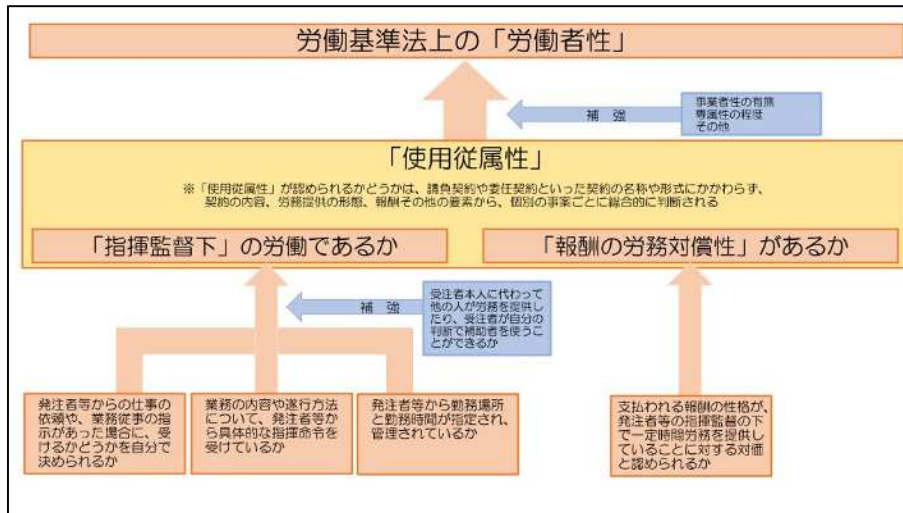 労働基準法上の「労働者性」
補　強
事業者性の有無
専属性の程度
その他
「使用従属性」
※「使用従属性」が認められるかどうかは、請負契約や委任契約といった契約の名称や形式にかかわらず、
契約の内容、労務提供の形態、報酬その他の要素から、個別の事案ごとに総合的に判断される
「指揮監督下」の労働であるか
「報酬の労務対償性」があるか
補　強
受注者本人に代わって
他の人が労務を提供し
たり、受注者が自分の
判断で補助者を使うこ
とができるか
発注者等からの仕事の
依頼や、業務従事の指
示があった場合に、受
けるかどうかを自分で
決められるか
業務の内容や遂行方法
について、発注者等か
ら具体的な指揮命令を
受けているか
発注者等から勤務場所
と勤務時間が指定され、
管理されているか
支払われる報酬の性格が、
発注者等の指揮監督の下
で一定時間労務を提供し
ていることに対する対価
と認められるか